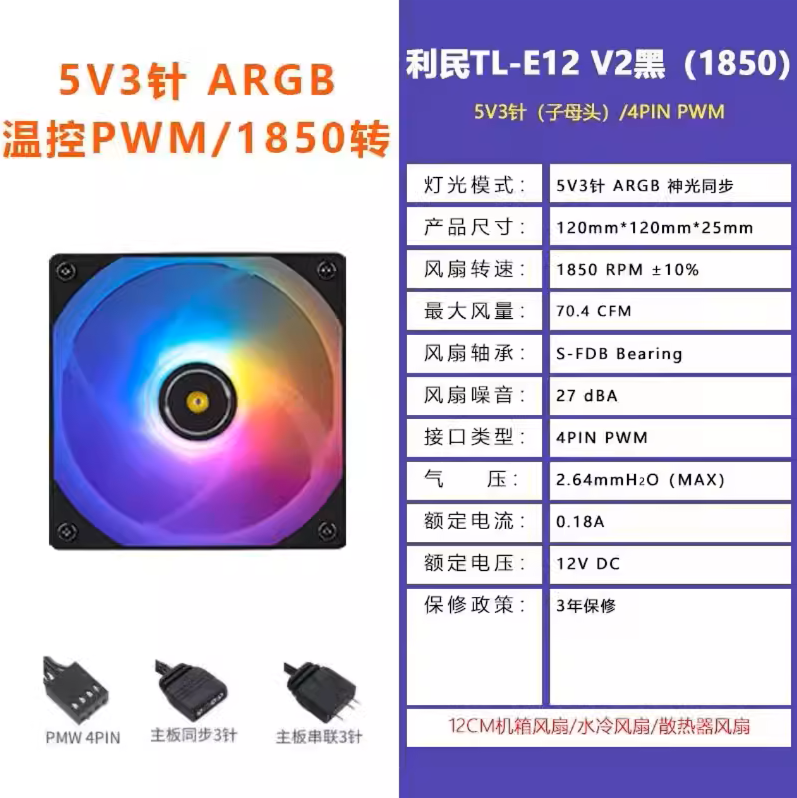 5V3针 ARGB
温控PWM/1850转
PMW 4PIN
主板同步3针
主板串联3针
利民TL-E12 V2黑（1850）
5V3针（子母头）/4PIN PWM
灯光模式： 5V3针 ARGB 神光同步
产品尺寸： 120mm*120mm*25mm
风扇转速： 1850 RPM ±10%
最大风量： 70.4 CFM
风扇轴承： S-FDB Bearing
风扇噪音： 27 dBA
接口类型： 4PIN PWM
气 压： 2.64mmH₂O（MAX）
额定电流： 0.18A
额定电压： 12V DC
保修政策： 3年保修
12CM机箱风扇/水冷风扇/散热器风扇